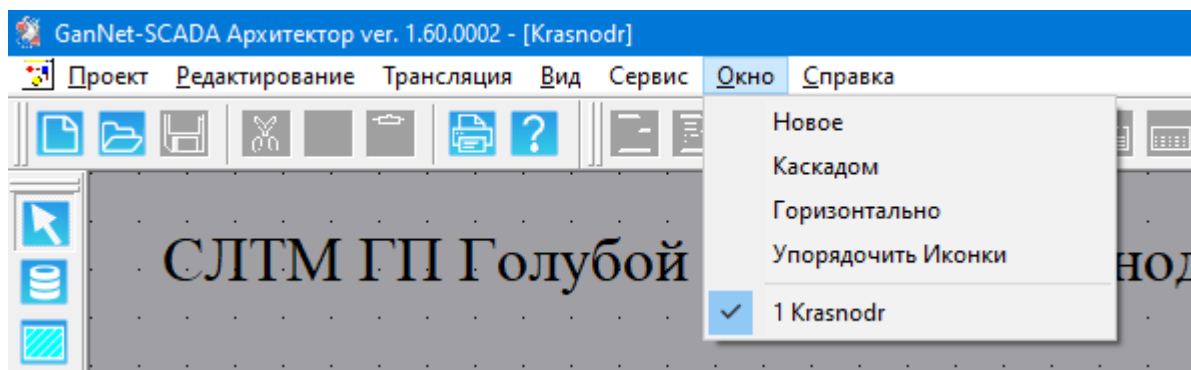 GanNet-SCADA Архитектор ver. 1.60.0002 - [Krasnodr]
Проект Редактирование Трансляция Вид Сервис Окно Справка
Новое
Каскадом
Горизонтально
Упорядочить Иконки
1 Krasnodr
СЛТМ ГП Голубой